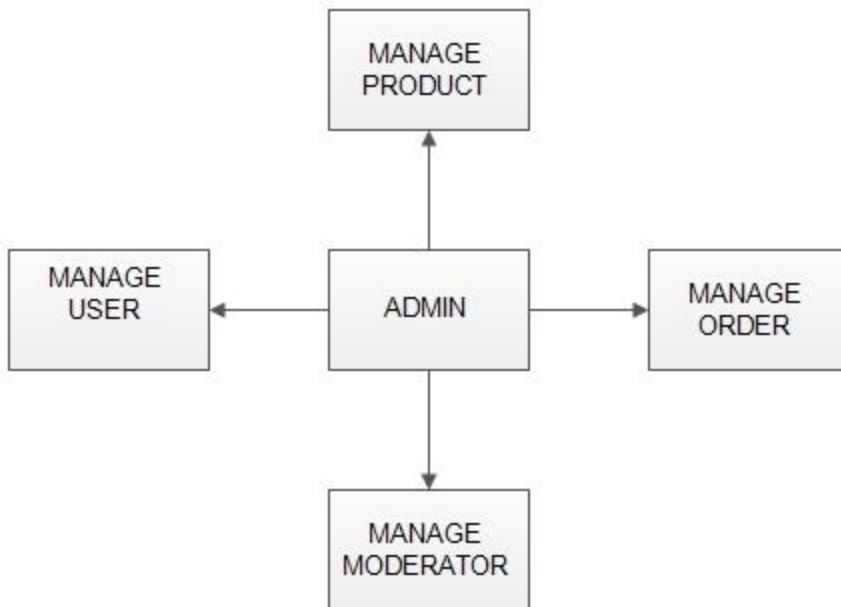 MANAGE
PRODUCT
MANAGE
USER
ADMIN
MANAGE
ORDER
MANAGE
MODERATOR